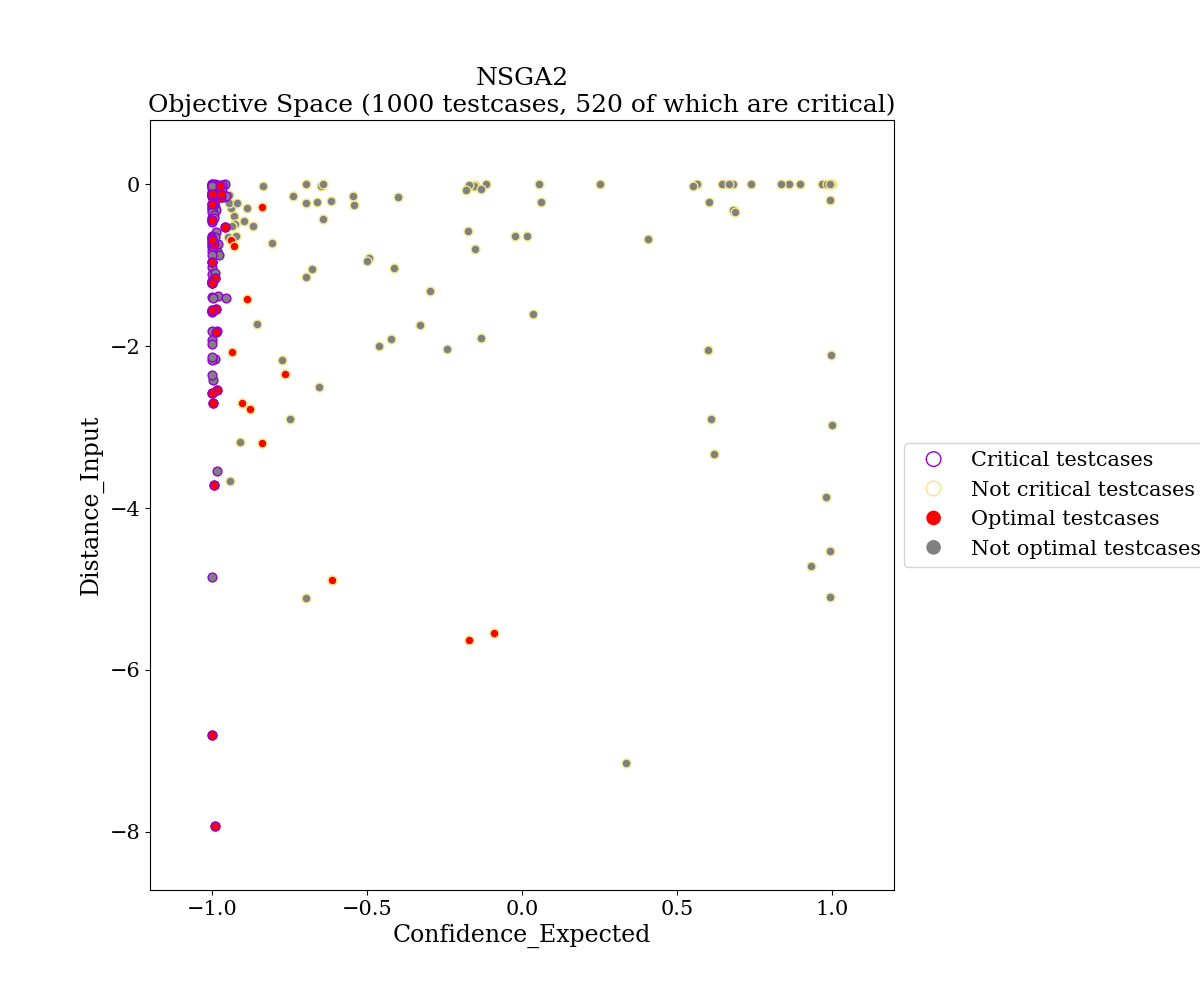 NSGA2
Objective Space (1000 testcases, 520 of which are critical)
0
−2
−4
−6
−8
Distance_Input
−1.0
−0.5
0.0
0.5
1.0
Confidence_Expected
Critical testcases
Not critical testcases
Optimal testcases
Not optimal testcases